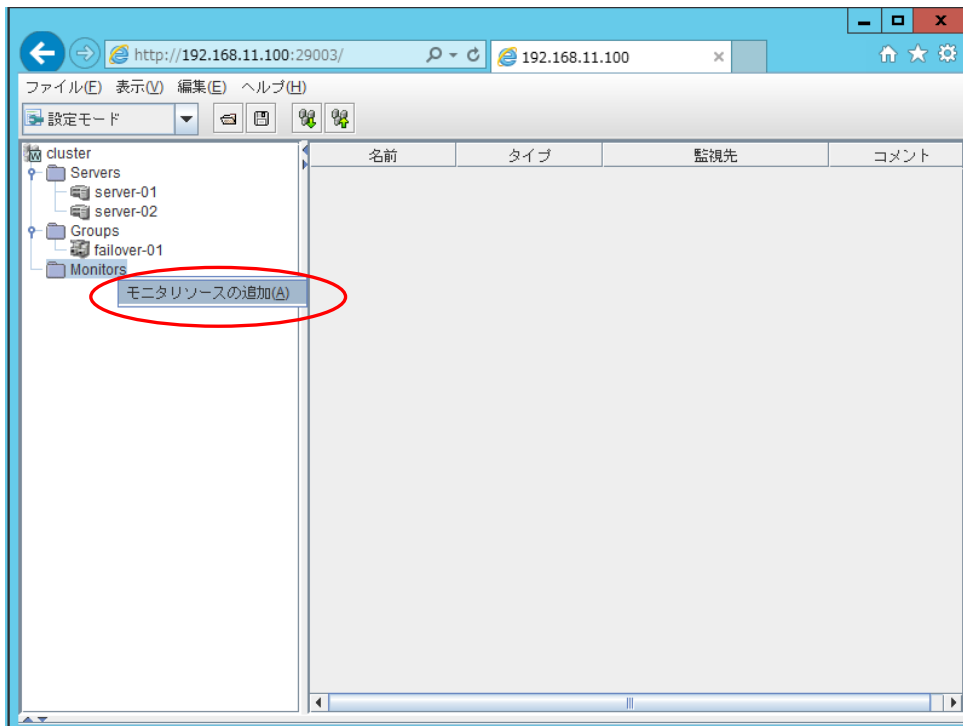 http://192.168.11.100:29003/
192.168.11.100
ファイル(F) 表示(V) 編集(E) ヘルプ(H)
設定モード
cluster
Servers
server-01
server-02
Groups
failover-01
Monitors
モニタリソースの追加(A)
名前 タイプ 監視先 コメント